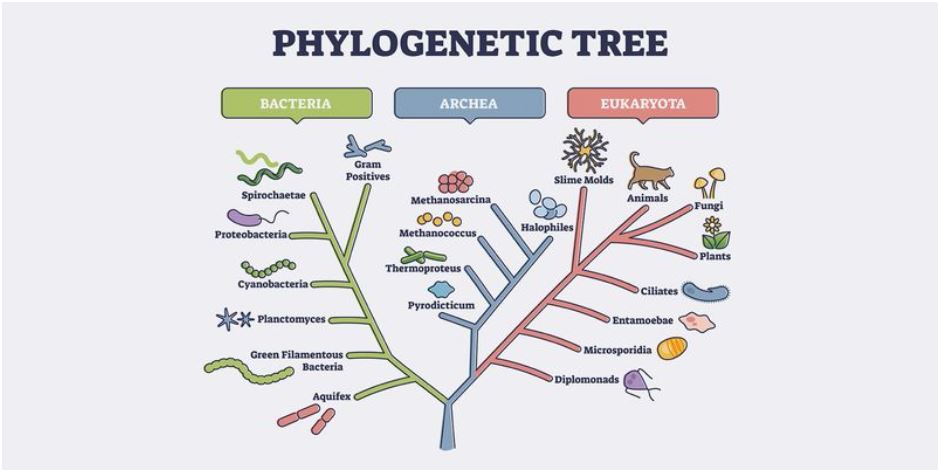 PHYLOGENETIC TREE
BACTERIA
ARCHEA
EUKARYOTA
Spirochaetae
Gram
Positives
Proteobacteria
Cyanobacteria
Planctomyces
Green Filamentous
Bacteria
Aquifex
Methanosarcina
Methanococcus
Halophiles
Thermoproteus
Pyrodicticum
Slime Molds
Animals
Fungi
Plants
Ciliates
Entamoebae
Microsporidia
Diplomonads